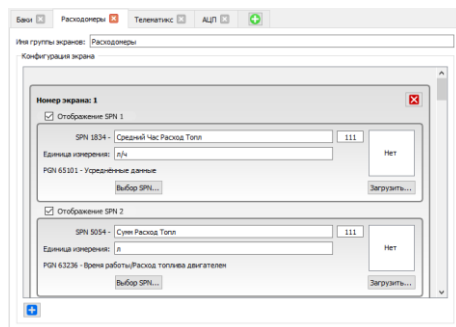 Баки Расходомеры Телематикс АЦП
Имя группы экранов: Расходомеры
Конфигурация экрана
Номер экрана: 1
Отображение SPN 1
SPN 1834 - Средний Час Расход Топл 111
Единица измерения: л/ч
Нет
PGN 65101 - Усреднённые данные
Выбор SPN... Загрузить...
Отображение SPN 2
SPN 5054 - Сумм Расход Топл 111
Единица измерения: л
Нет
PGN 63236 - Время работы/Расход топлива двигателен
Выбор SPN... Загрузить...